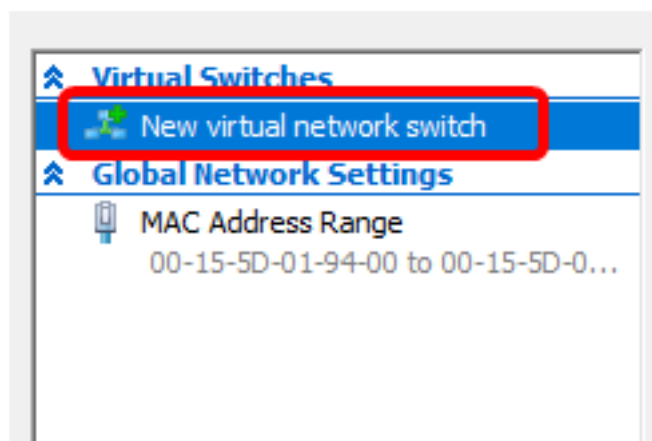 Virtual Switches
New virtual network switch
Global Network Settings
MAC Address Range
00-15-5D-01-94-00 to 00-15-5D-0...